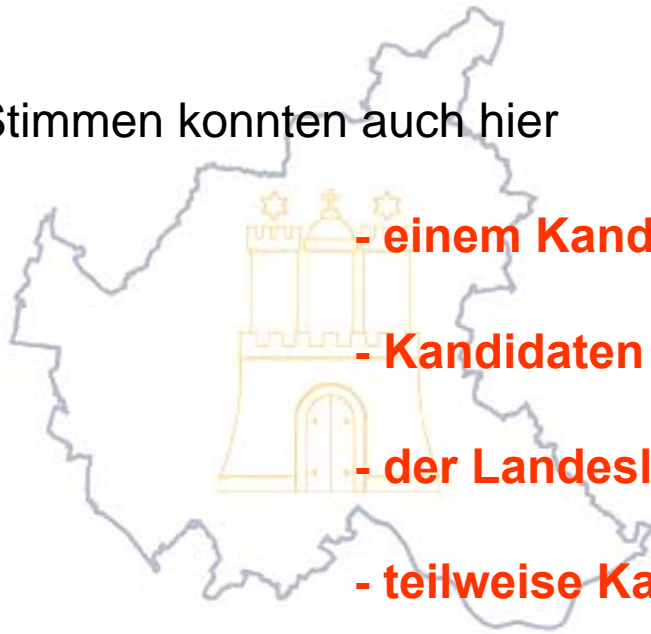 Stimmen konnten auch hier
- einem Kand
- Kandidaten
- der Landesl
- teilweise Ka